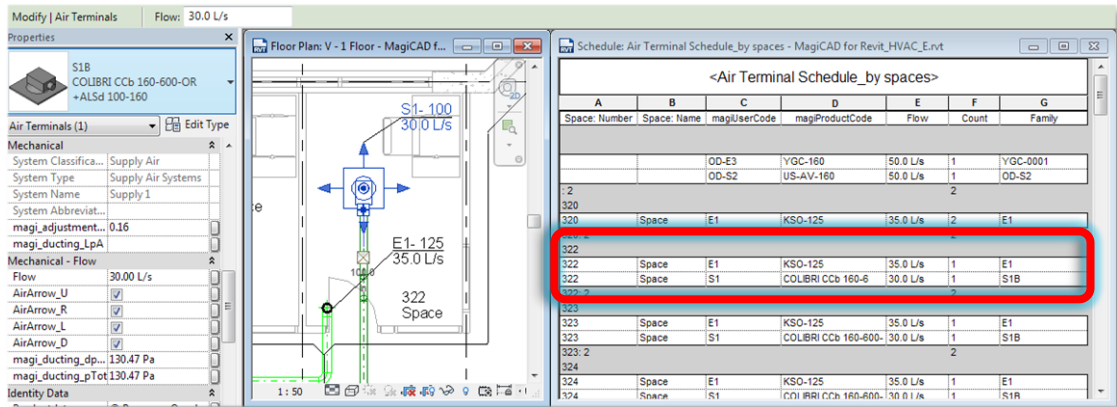 Modify | Air Terminals Flow: 30.0 L/s
Properties
S1B
COLIBRI CCb 160-600-OR
+ALSd 100-160
Air Terminals (1) Edit Type
Mechanical
System Classifica... Supply Air
System Type Supply Air Systems
System Name Supply 1
System Abbreviat...
magi_adjustment... 0.16
magi_ducting_LpA
Mechanical - Flow
Flow 30.00 L/s
AirArrow_U
AirArrow_R
AirArrow_L
AirArrow_D
magi_ducting_dp... 130.47 Pa
magi_ducting_pTot 130.47 Pa
Identity Data
Floor Plan: V - 1 Floor - MagiCAD f...
2D
S1- 100
30.0 L/s
E1- 125
35.0 L/s
322
Space
1 : 50
Schedule: Air Terminal Schedule_by spaces - MagiCAD for Revit_HVAC_E.rvt
<Air Terminal Schedule_by spaces>
A B C D E F G
Space: Number Space: Name magiUserCode magiProductCode Flow Count Family
OD-E3 YGC-160 50.0 L/s 1 YGC-0001
OD-S2 US-AV-160 50.0 L/s 1 OD-S2
: 2 2
320
320 Space E1 KSO-125 35.0 L/s 2 E1
320: 2 2
322
322 Space E1 KSO-125 35.0 L/s 1 E1
322 Space S1 COLIBRI CCb 160-6 30.0 L/s 1 S1B
322: 2 2
323
323 Space E1 KSO-125 35.0 L/s 1 E1
323 Space S1 COLIBRI CCb 160-600- 30.0 L/s 1 S1B
323: 2 2
324
324 Space E1 KSO-125 35.0 L/s 1 E1
324 Space S1 COLIBRI CCb 160-600- 30.0 L/s 1 S1B